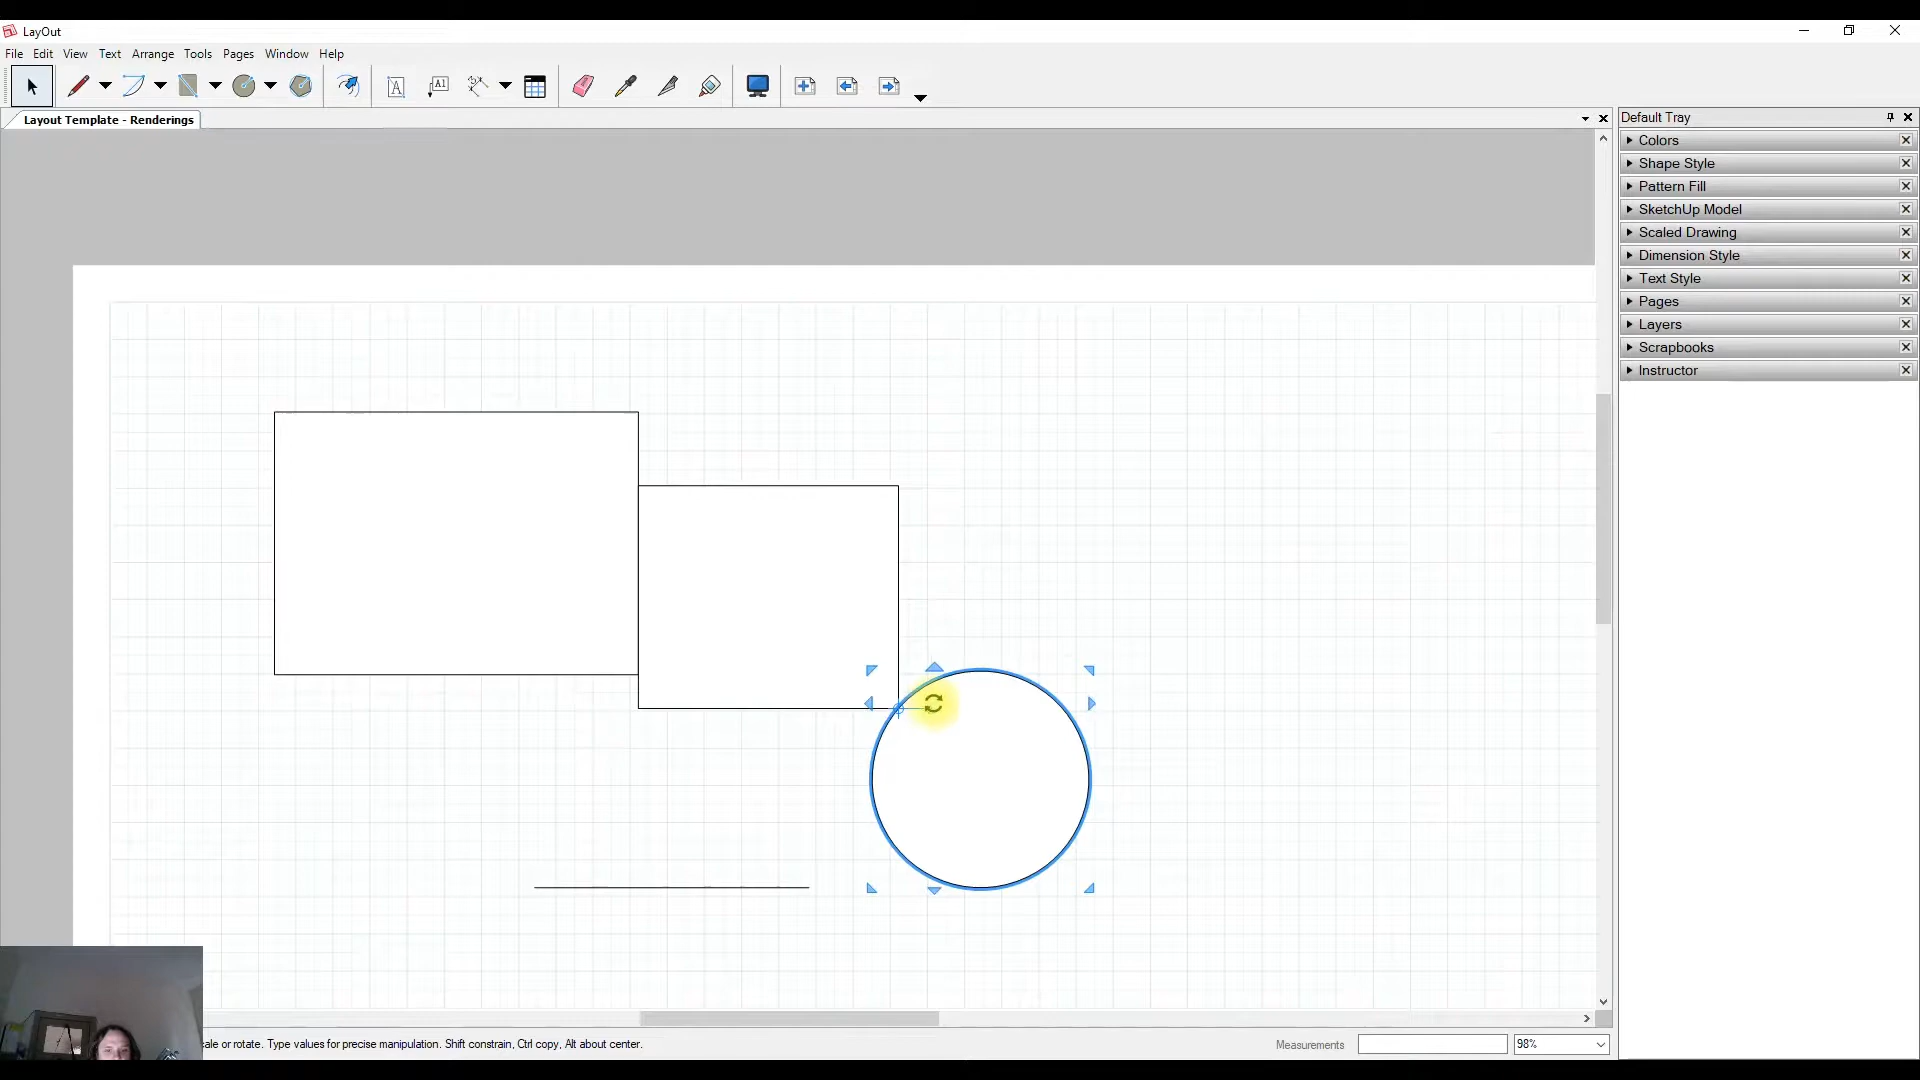 LayOut
File Edit View Text Arrange Tools Pages Window Help
A A1
Layout Template - Renderings
Default Tray
Colors
Shape Style
Pattern Fill
SketchUp Model
Scaled Drawing
Dimension Style
Text Style
Pages
Layers
Scrapbooks
Instructor
cale or rotate. Type values for precise manipulation. Shift constrain, Ctrl copy, Alt about center.
Measurements
98%